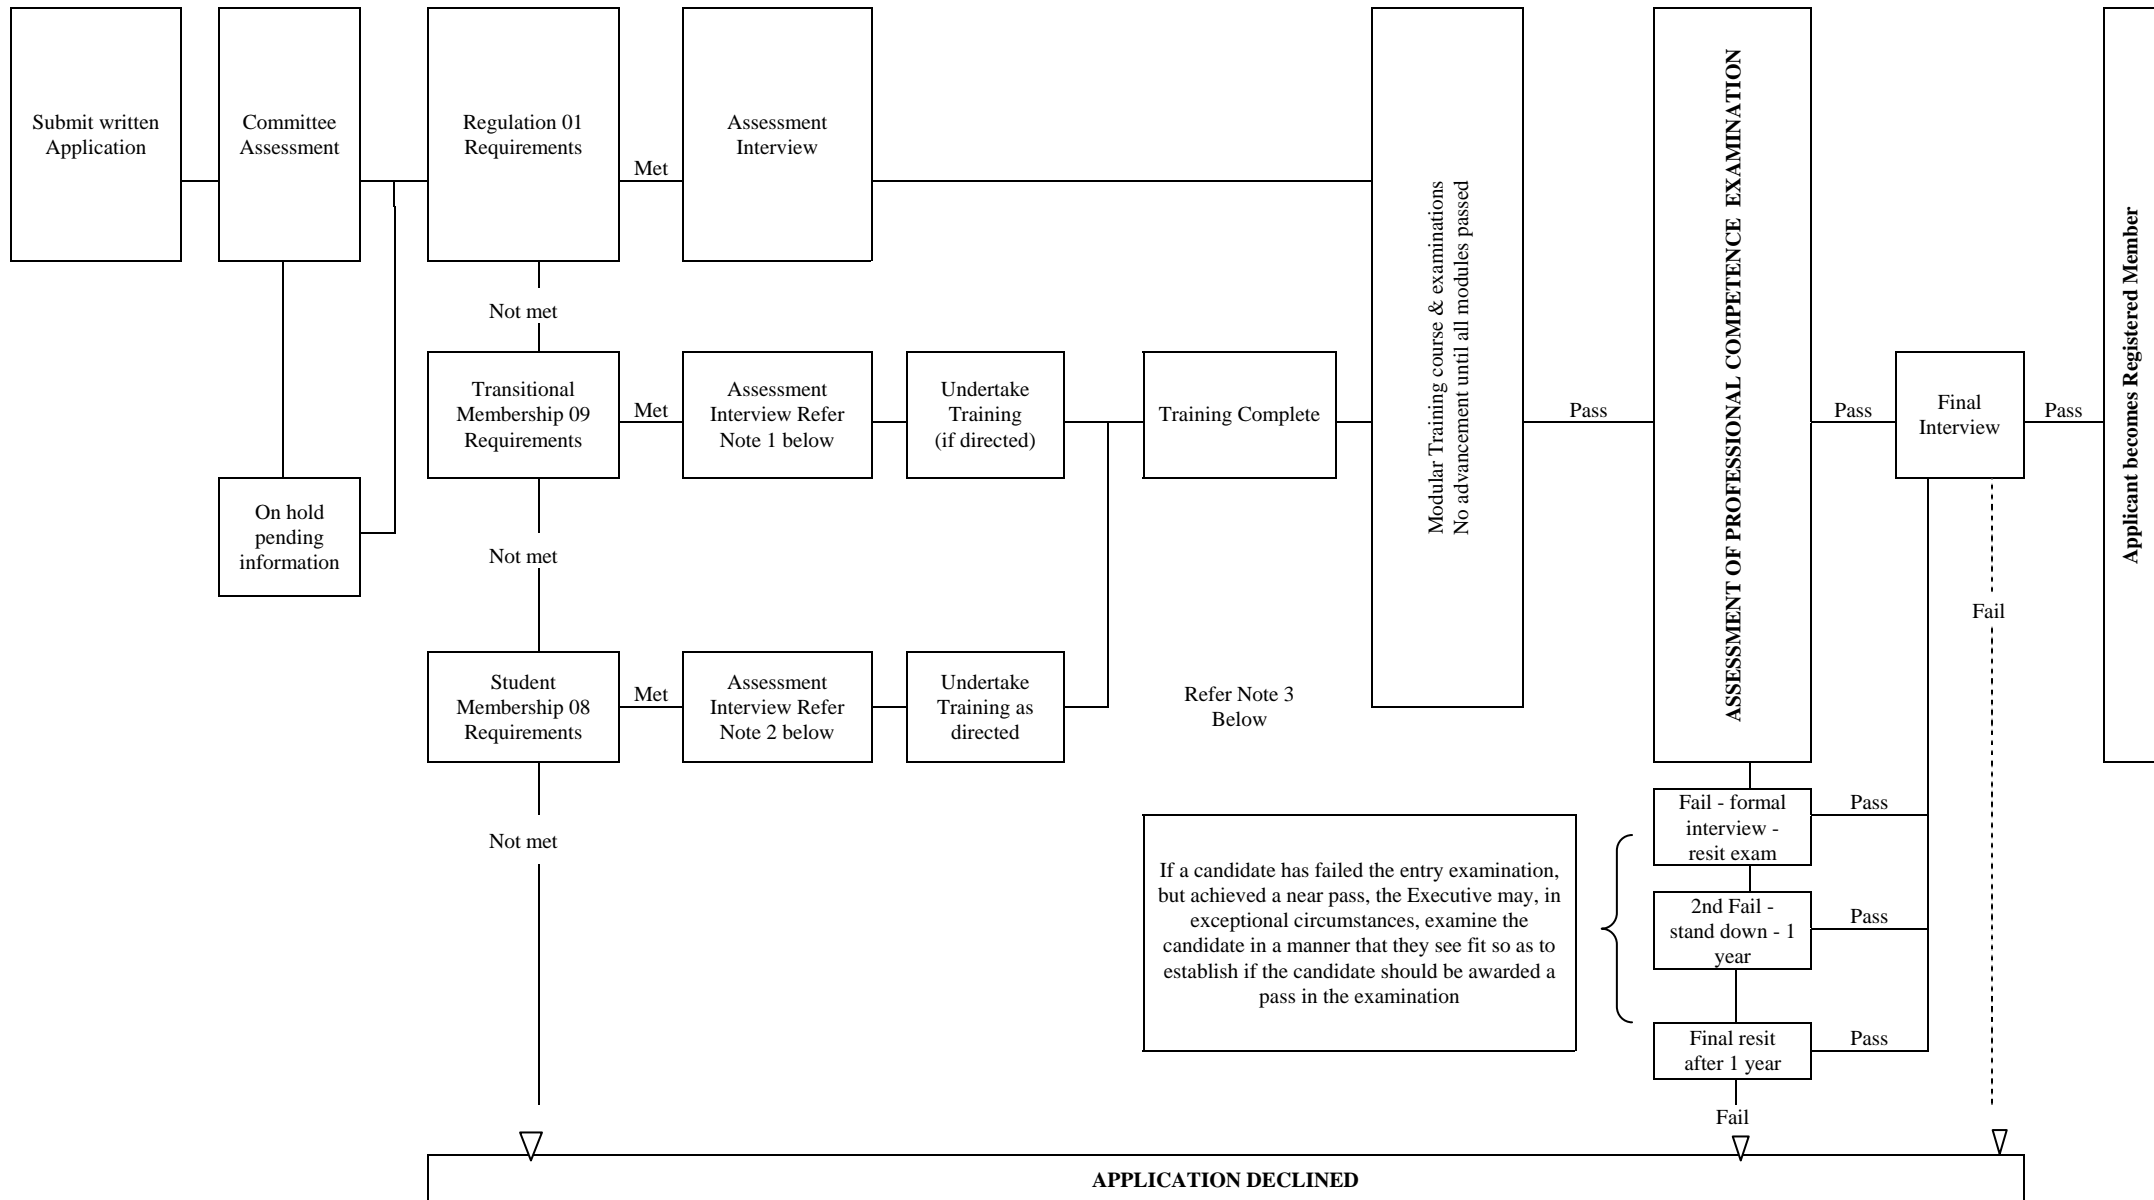 Submit written
Application
Committee
Assessment
Regulation 01
Requirements
Met
Assessment
Interview
Modular Training course & examinations
No advancement until all modules passed
ASSESSMENT OF PROFESSIONAL COMPETENCE EXAMINATION
Applicant becomes Registered Member
Not met
Transitional
Membership 09
Requirements
Met
Assessment
Interview Refer
Note 1 below
Undertake
Training
(if directed)
Training Complete
Pass
Pass
Final
Interview
Pass
On hold
pending
information
Not met
Fail
Student
Membership 08
Requirements
Met
Assessment
Interview Refer
Note 2 below
Undertake
Training as
directed
Refer Note 3
Below
Not met
Fail - formal
interview -
resit exam
Pass
If a candidate has failed the entry examination,
but achieved a near pass, the Executive may, in
exceptional circumstances, examine the
candidate in a manner that they see fit so as to
establish if the candidate should be awarded a
pass in the examination
2nd Fail -
stand down - 1
year
Pass
Final resit
after 1 year
Pass
Fail
APPLICATION DECLINED